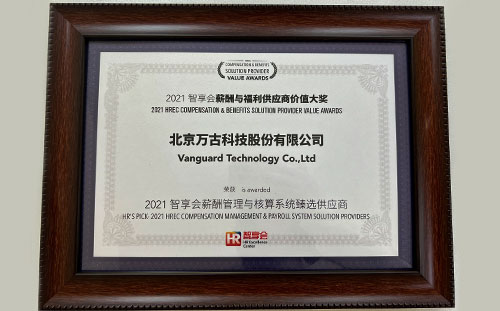 COMPENSATION & BENEFITS
SOLUTION PROVIDER
VALUE AWARDS
2021 智享会薪酬与福利供应商价值大奖
2021 HREC COMPENSATION & BENEFITS SOLUTION PROVIDER VALUE AWARDS
北京万古科技股份有限公司
Vanguard Technology Co.,Ltd
荣获 is awarded
2021 智享会薪酬管理与核算系统臻选供应商
HR'S PICK- 2021 HREC COMPENSATION MANAGEMENT & PAYROLL SYSTEM SOLUTION PROVIDERS
HR 智享会
HR Excellence
Center